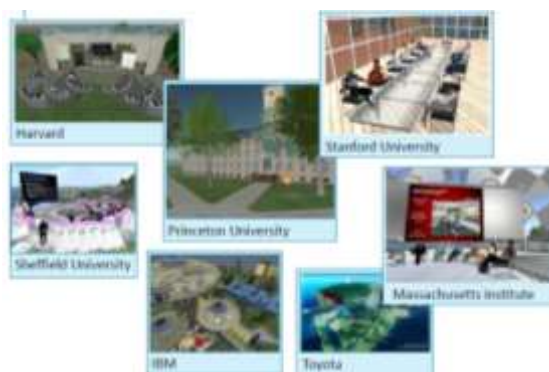 Harvard
Stanford University
Princeton University
Sheffield University
Massachusetts Institute
IBM
Toyota